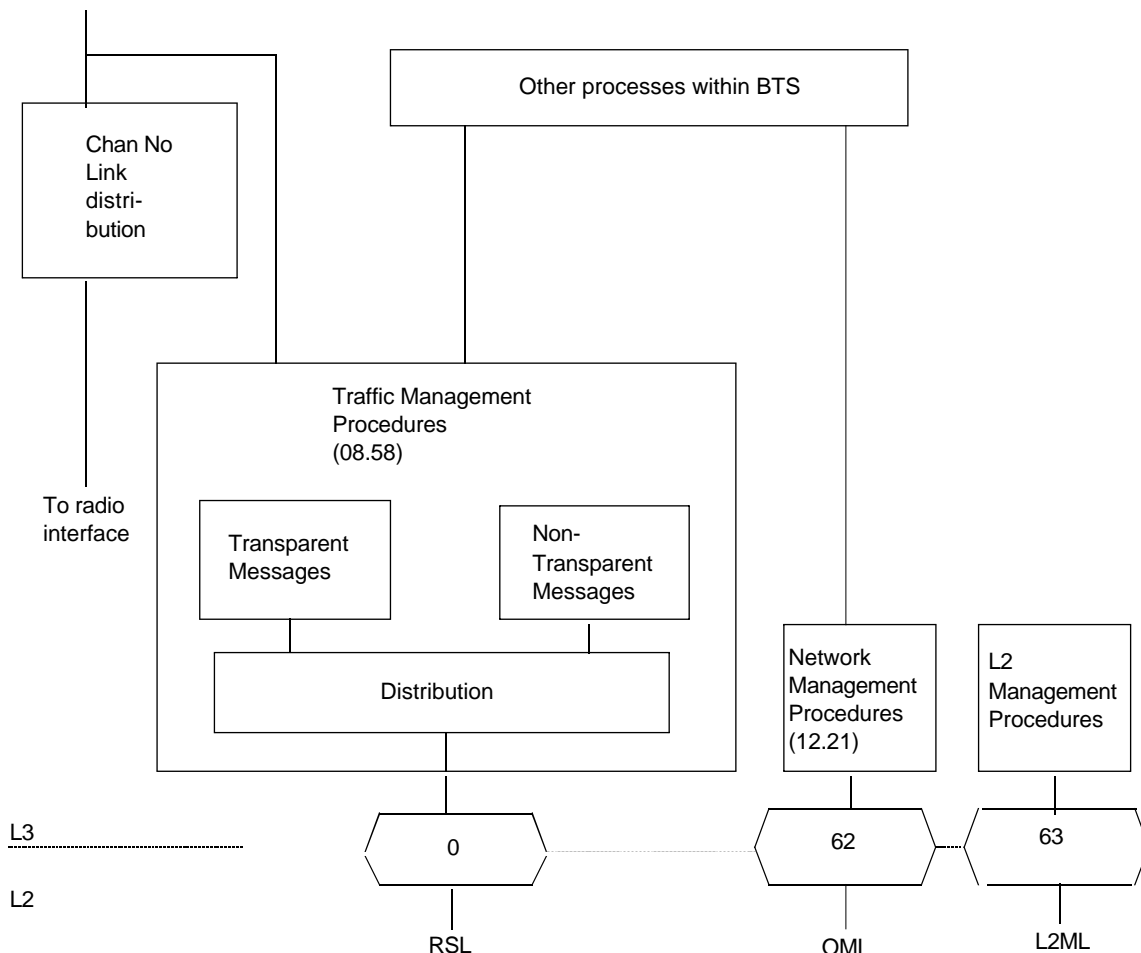 Other processes within BTS
Chan No
Link
distri-
bution
Traffic Management
Procedures
(08.58)
To radio
interface
Transparent
Messages
Non-
Transparent
Messages
Distribution
Network
Management
Procedures
(12.21)
L2
Management
Procedures
L3
0
62
63
L2
RSL
OML
L2ML